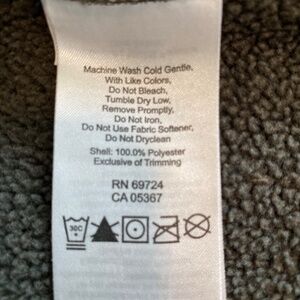 Machine Wash Cold Gentle,
With Like Colors,
Do Not Bleach,
Tumble Dry Low,
Remove Promptly,
Do Not Iron,
Do Not Use Fabric Softener,
Do Not Dryclean
Shell: 100.0% Polyester
Exclusive of Trimming
RN 69724
CA 05367
30C